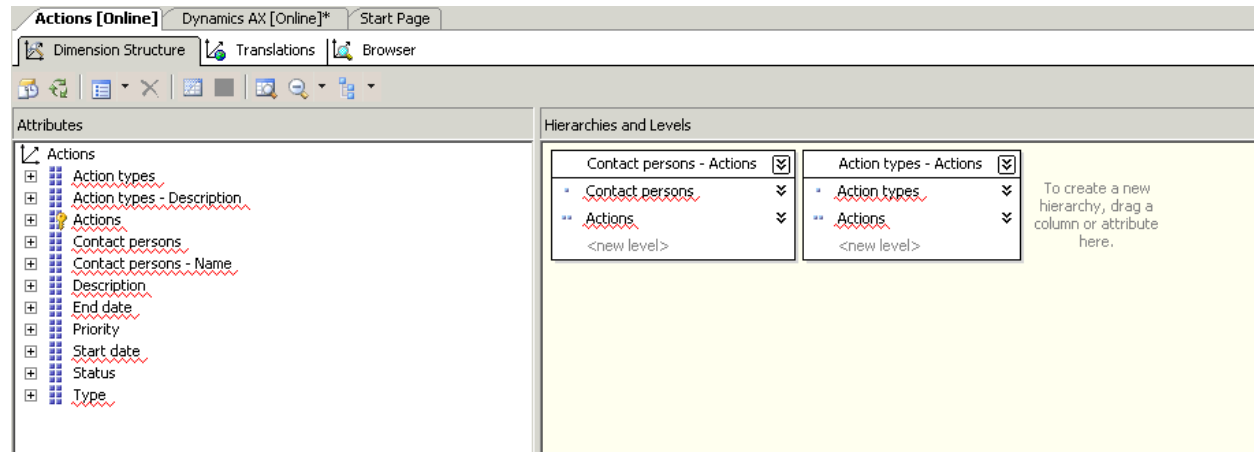 Actions [Online] Dynamics AX [Online]* Start Page
Dimension Structure Translations Browser
Attributes
Actions
Action types
Action types - Description
Actions
Contact persons
Contact persons - Name
Description
End date
Priority
Start date
Status
Type
Hierarchies and Levels
Contact persons - Actions
Contact persons
Actions
<new level>
Action types - Actions
Action types
Actions
<new level>
To create a new
hierarchy, drag a
column or attribute
here.